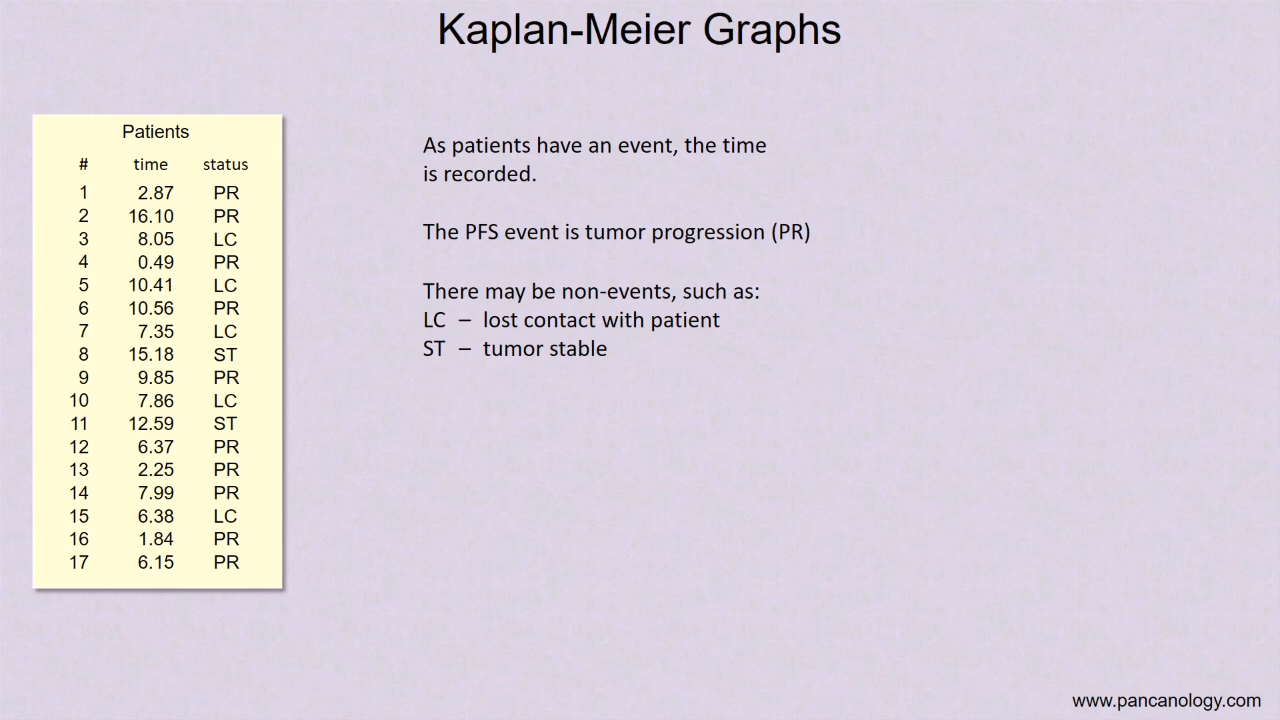 Kaplan-Meier Graphs
Patients
# time status
1 2.87 PR
2 16.10 PR
3 8.05 LC
4 0.49 PR
5 10.41 LC
6 10.56 PR
7 7.35 LC
8 15.18 ST
9 9.85 PR
10 7.86 LC
11 12.59 ST
12 6.37 PR
13 2.25 PR
14 7.99 PR
15 6.38 LC
16 1.84 PR
17 6.15 PR
As patients have an event, the time
is recorded.
The PFS event is tumor progression (PR)
There may be non-events, such as:
LC – lost contact with patient
ST – tumor stable
www.pancanology.com